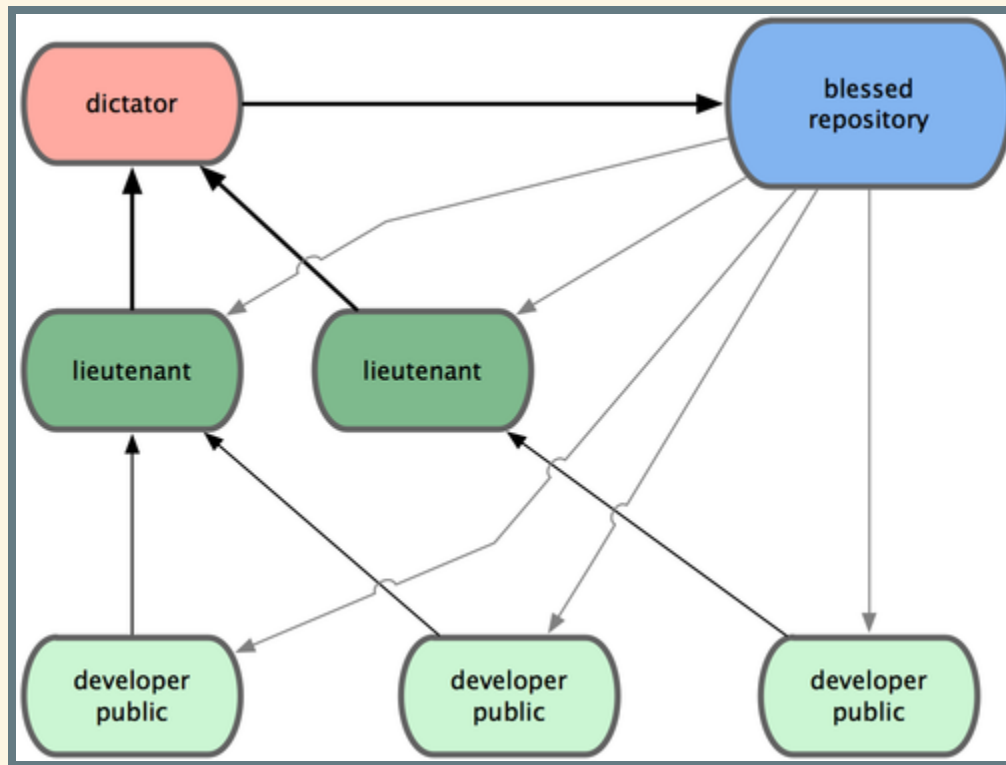 dictator
blessed
repository
lieutenant
lieutenant
developer
public
developer
public
developer
public